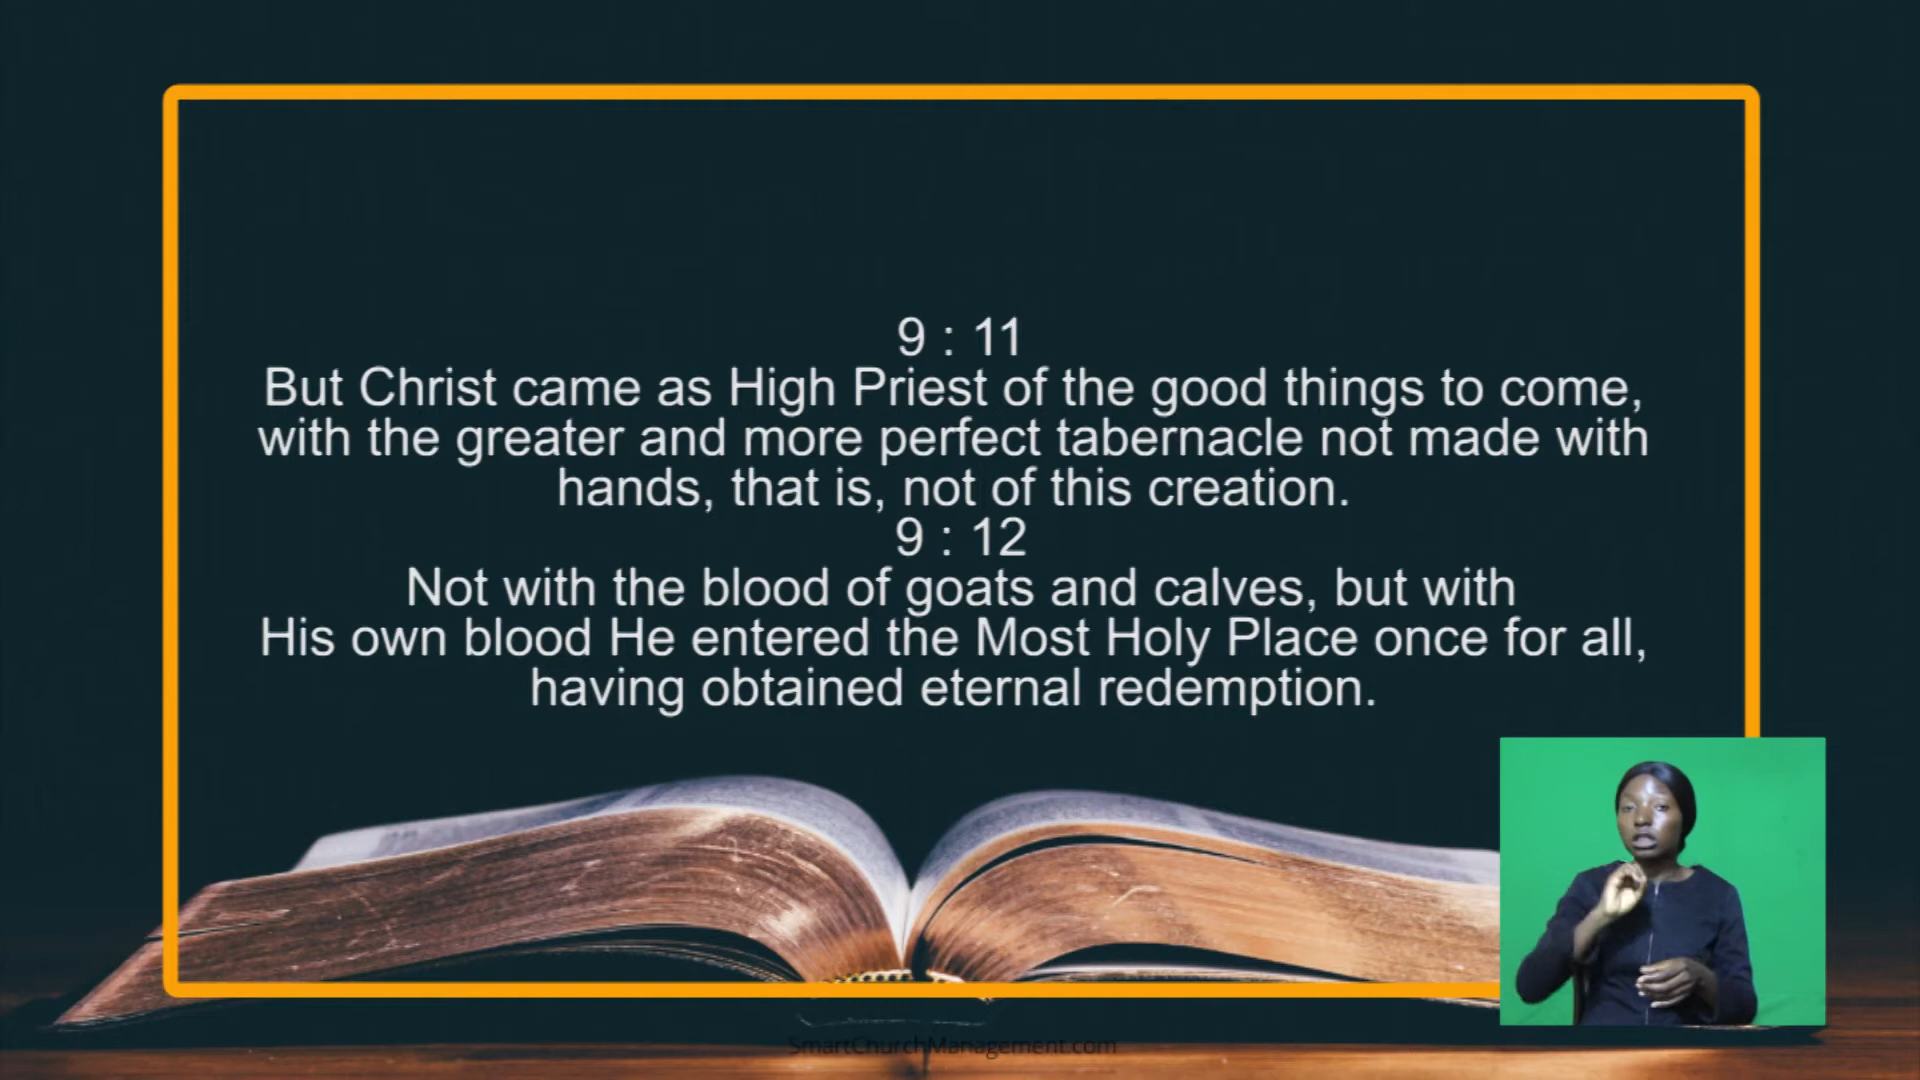 9 : 11
But Christ came as High Priest of the good things to come,
with the greater and more perfect tabernacle not made with
hands, that is, not of this creation.
9 : 12
Not with the blood of goats and calves, but with
His own blood He entered the Most Holy Place once for all,
having obtained eternal redemption.
SmartChurchManagement.com